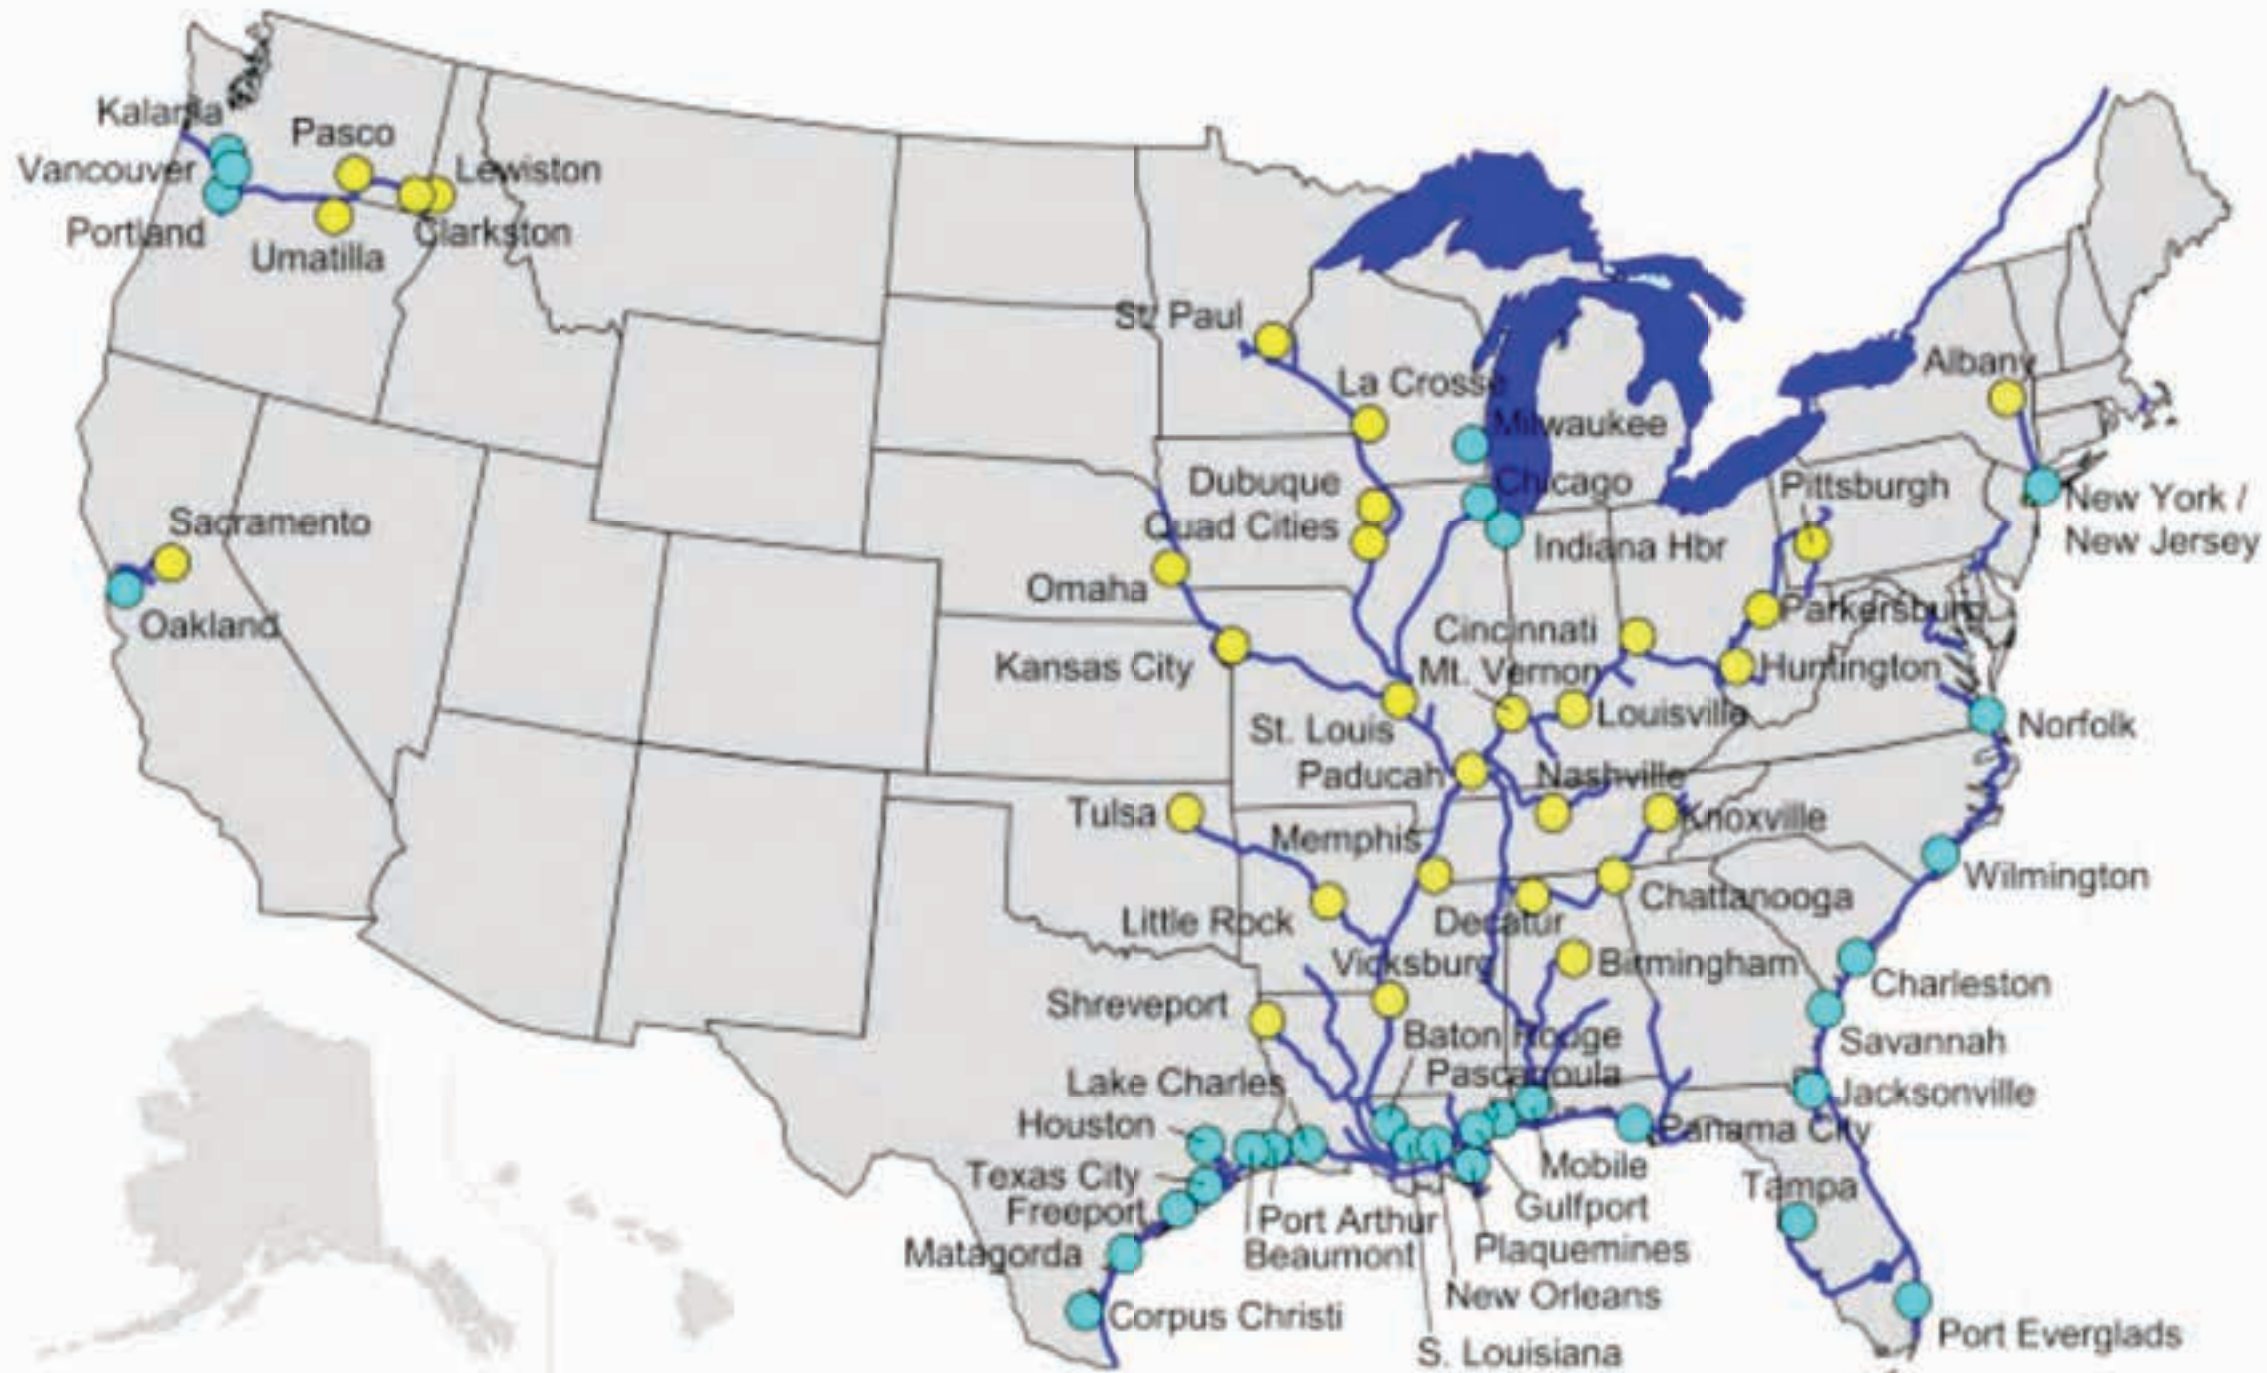 Kalama
Pasco
Vancouver
Lewiston
Portland
Clarkston
Umatilla
St. Paul
La Crosse
Albany
Milwaukee
Dubuque
Chicago
Pittsburgh
New York /
New Jersey
Sacramento
Quad Cities
Indiana Hbr
Omaha
Oakland
Parkersburg
Cincinnati
Kansas City
Mt. Vernon
Huntington
St. Louis
Louisville
Norfolk
Paducah
Nashville
Tulsa
Memphis
Knoxville
Wilmington
Little Rock
Decatur
Chattanooga
Vicksburg
Birmingham
Charleston
Shreveport
Baton Rouge
Savannah
Lake Charles
Pascagoula
Jacksonville
Houston
Panama City
Texas City
Mobile
Tampa
Freeport
Port Arthur
Gulfport
Matagorda
Beaumont
Plaquemines
New Orleans
Corpus Christi
Port Everglads
S. Louisiana